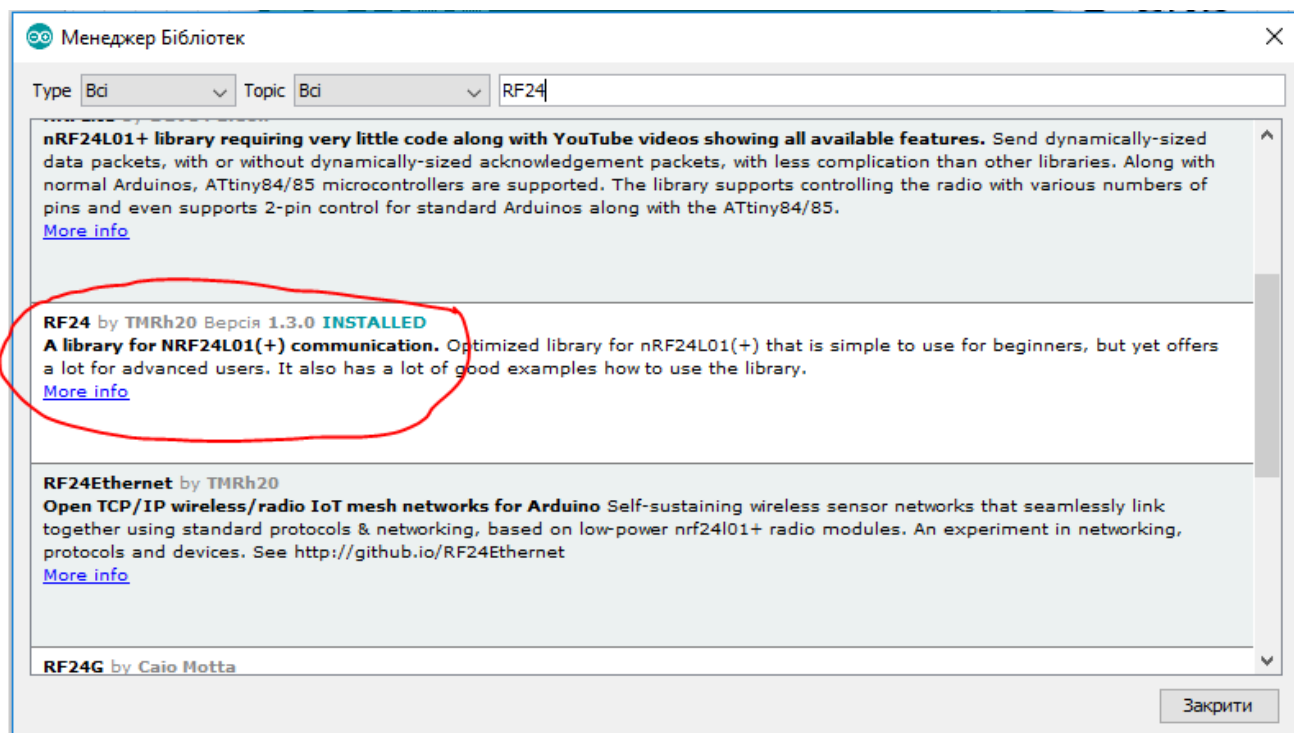 Менеджер Бібліотек
Type Всі Topic Всі RF24
nRF24L01+ library requiring very little code along with YouTube videos showing all available features. Send dynamically-sized
data packets, with or without dynamically-sized acknowledgement packets, with less complication than other libraries. Along with
normal Arduinos, ATtiny84/85 microcontrollers are supported. The library supports controlling the radio with various numbers of
pins and even supports 2-pin control for standard Arduinos along with the ATtiny84/85.
More info
RF24 by TMRh20 Версія 1.3.0 INSTALLED
A library for NRF24L01(+) communication. Optimized library for nRF24L01(+) that is simple to use for beginners, but yet offers
a lot for advanced users. It also has a lot of good examples how to use the library.
More info
RF24Ethernet by TMRh20
Open TCP/IP wireless/radio IoT mesh networks for Arduino Self-sustaining wireless sensor networks that seamlessly link
together using standard protocols & networking, based on low-power nrf24l01+ radio modules. An experiment in networking,
protocols and devices. See http://github.io/RF24Ethernet
More info
RF24G by Caio Motta
Закрити